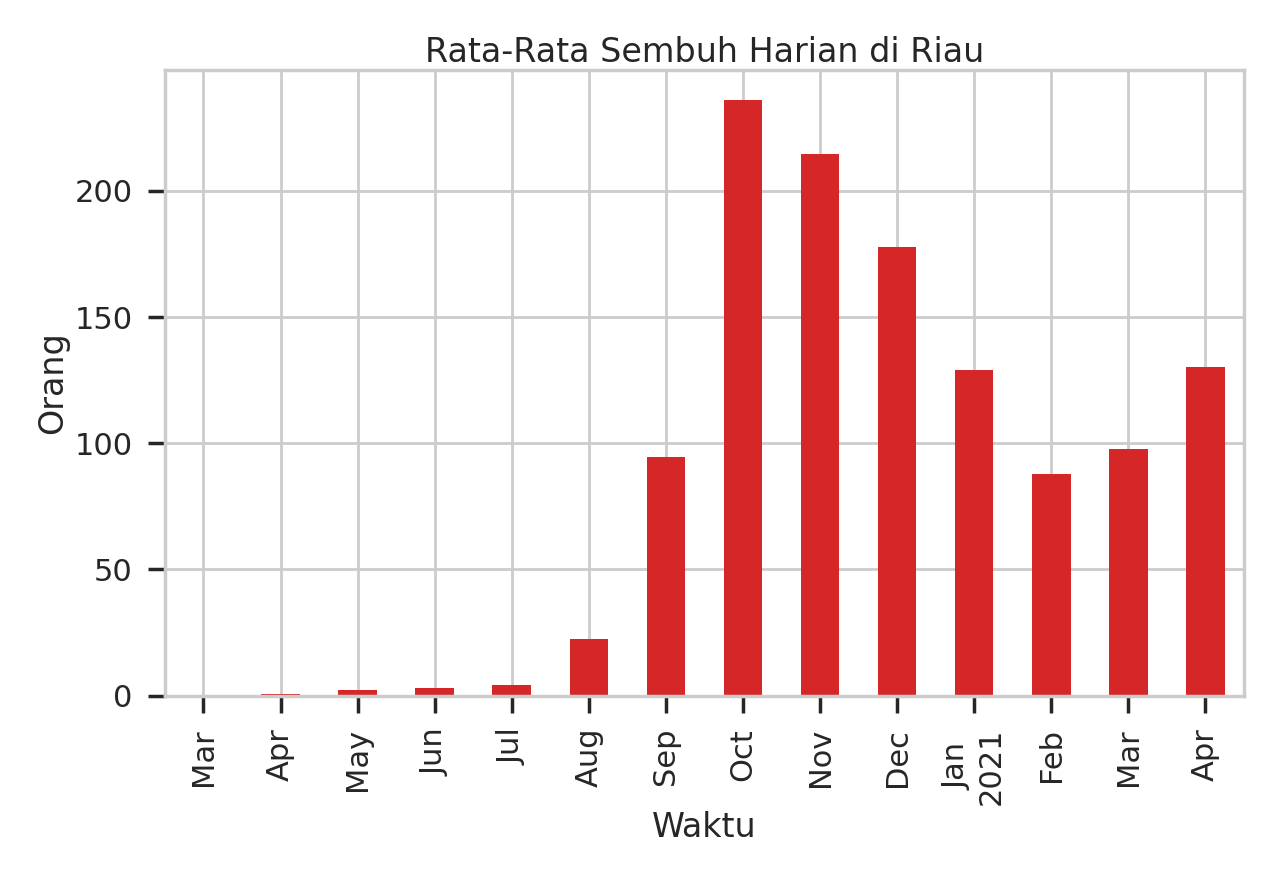 Rata-Rata Sembuh Harian di Riau
Orang
200
150
100
50
0
Mar
Apr
May
Jun
Jul
Aug
Sep
Oct
Nov
Dec
Jan
2021
Feb
Mar
Apr
Waktu